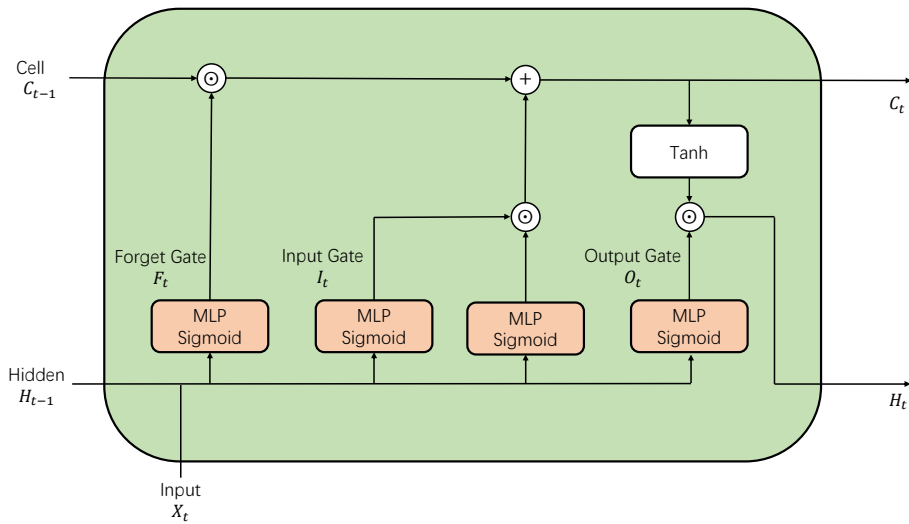 Cell
C_{t-1}
C_t
Tanh
Forget Gate
F_t
Input Gate
I_t
Output Gate
O_t
MLP
Sigmoid
MLP
Sigmoid
MLP
Sigmoid
MLP
Sigmoid
Hidden
H_{t-1}
H_t
Input
X_t